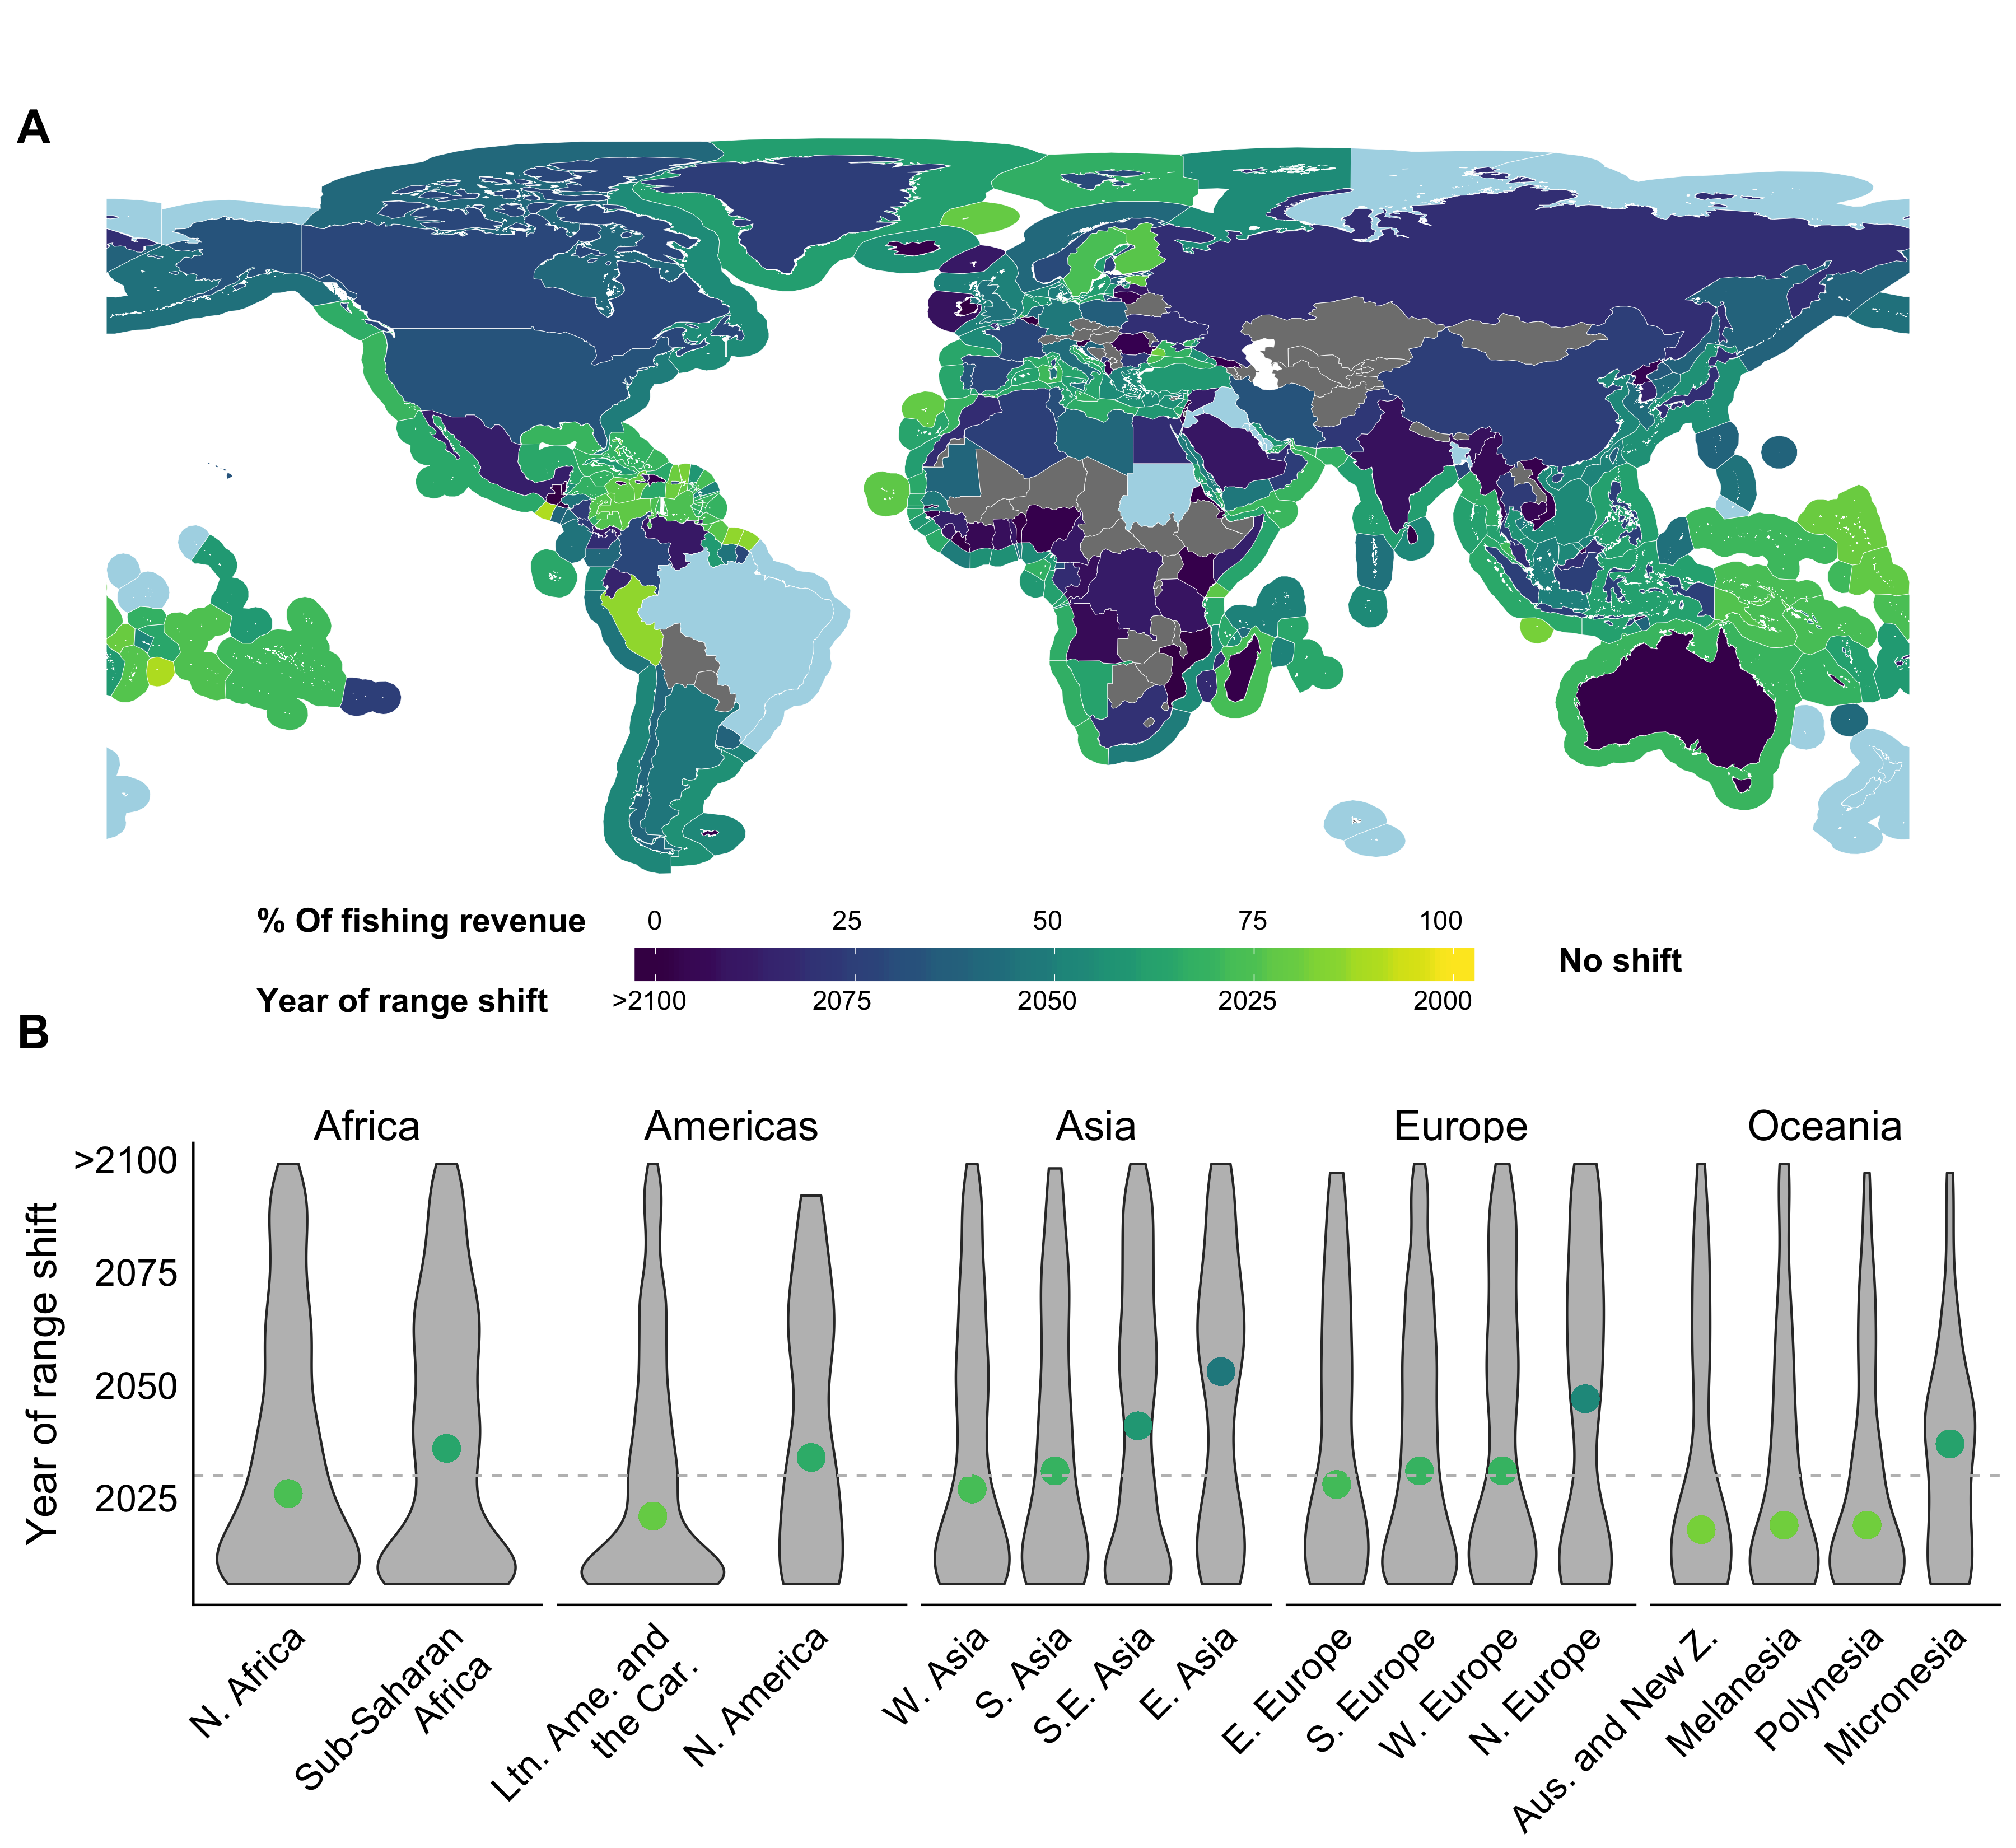 A
% Of fishing revenue 0 25 50 75 100
No shift
Year of range shift >2100 2075 2050 2025 2000
B
Africa Americas Asia Europe Oceania
>2100
2075
2050
2025
Year of range shift
N. Africa
Sub-Saharan
Africa
Ltn. Ame. and
the Car.
N. America
W. Asia
S. Asia
S.E. Asia
E. Asia
E. Europe
S. Europe
W. Europe
N. Europe
Aus. and New Z.
Melanesia
Polynesia
Micronesia